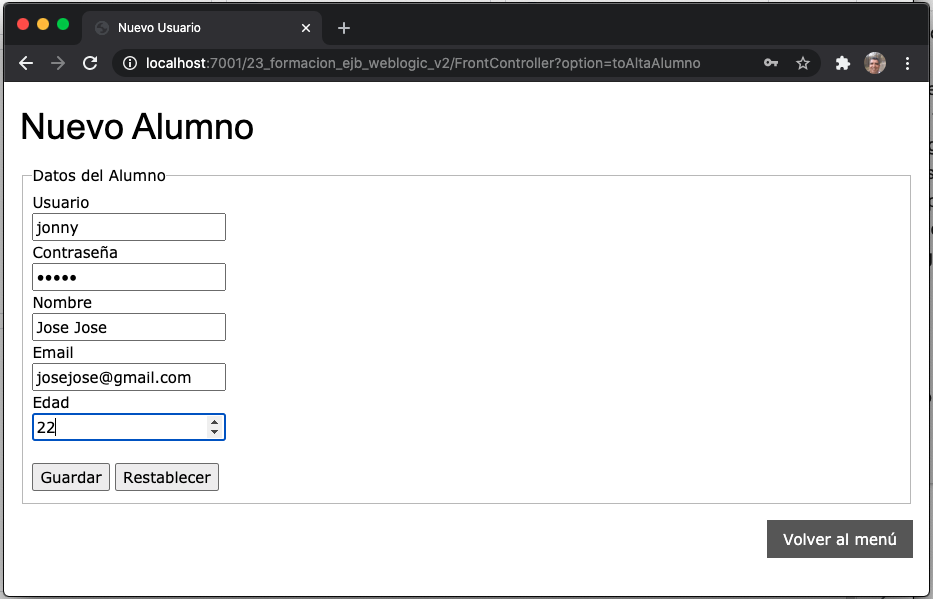 Nuevo Usuario
localhost:7001/23_formacion_ejb_weblogic_v2/FrontController?option=toAltaAlumno
Nuevo Alumno
Datos del Alumno
Usuario
jonny
Contraseña
•••••
Nombre
Jose Jose
Email
josejose@gmail.com
Edad
22
Guardar Restablecer
Volver al menú